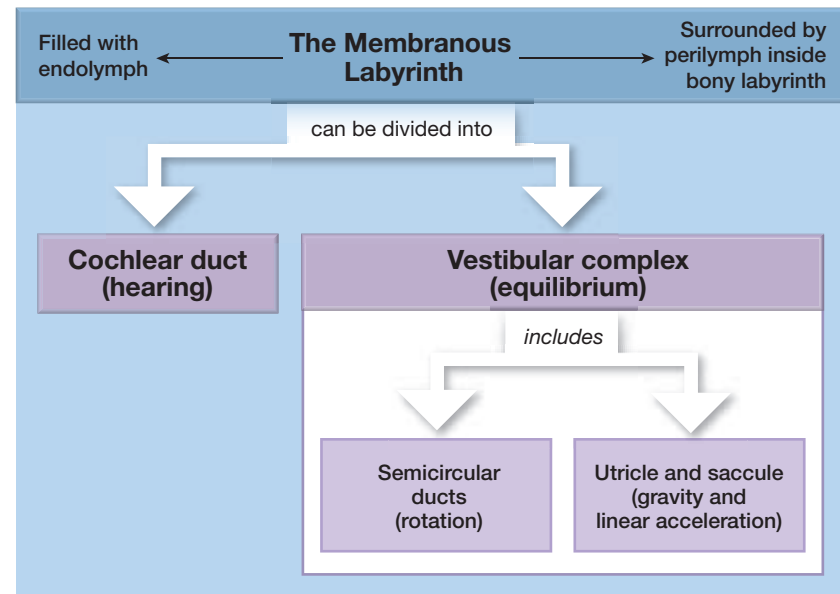 Filled with
endolymph
The Membranous
Labyrinth
Surrounded by
perilymph inside
bony labyrinth
can be divided into
Cochlear duct
(hearing)
Vestibular complex
(equilibrium)
includes
Semicircular
ducts
(rotation)
Utricle and saccule
(gravity and
linear acceleration)